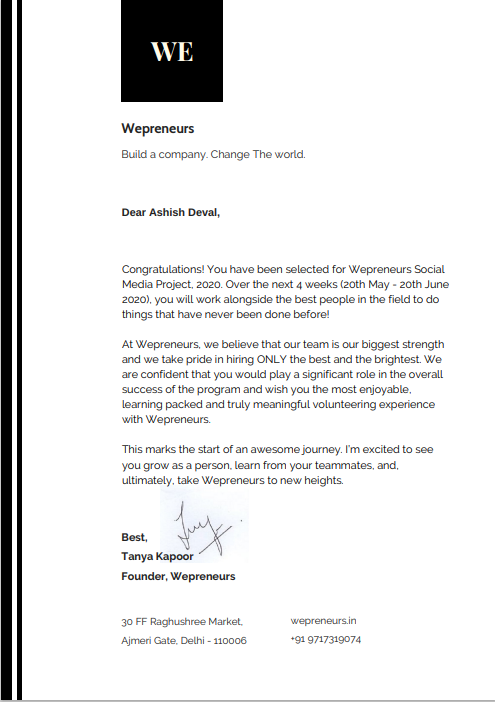 WE
Wepreneurs
Build a company. Change The world.
Dear Ashish Deval,
Congratulations! You have been selected for Wepreneurs Social
Media Project, 2020. Over the next 4 weeks (20th May - 20th June
2020), you will work alongside the best people in the field to do
things that have never been done before!
At Wepreneurs, we believe that our team is our biggest strength
and we take pride in hiring ONLY the best and the brightest. We
are confident that you would play a significant role in the overall
success of the program and wish you the most enjoyable,
learning packed and truly meaningful volunteering experience
with Wepreneurs.
This marks the start of an awesome journey. I'm excited to see
you grow as a person, learn from your teammates, and,
ultimately, take Wepreneurs to new heights.
Best,
Tanya Kapoor
Founder, Wepreneurs
30 FF Raghushree Market,
Ajmeri Gate, Delhi - 110006
wepreneurs.in
+91 9717319074